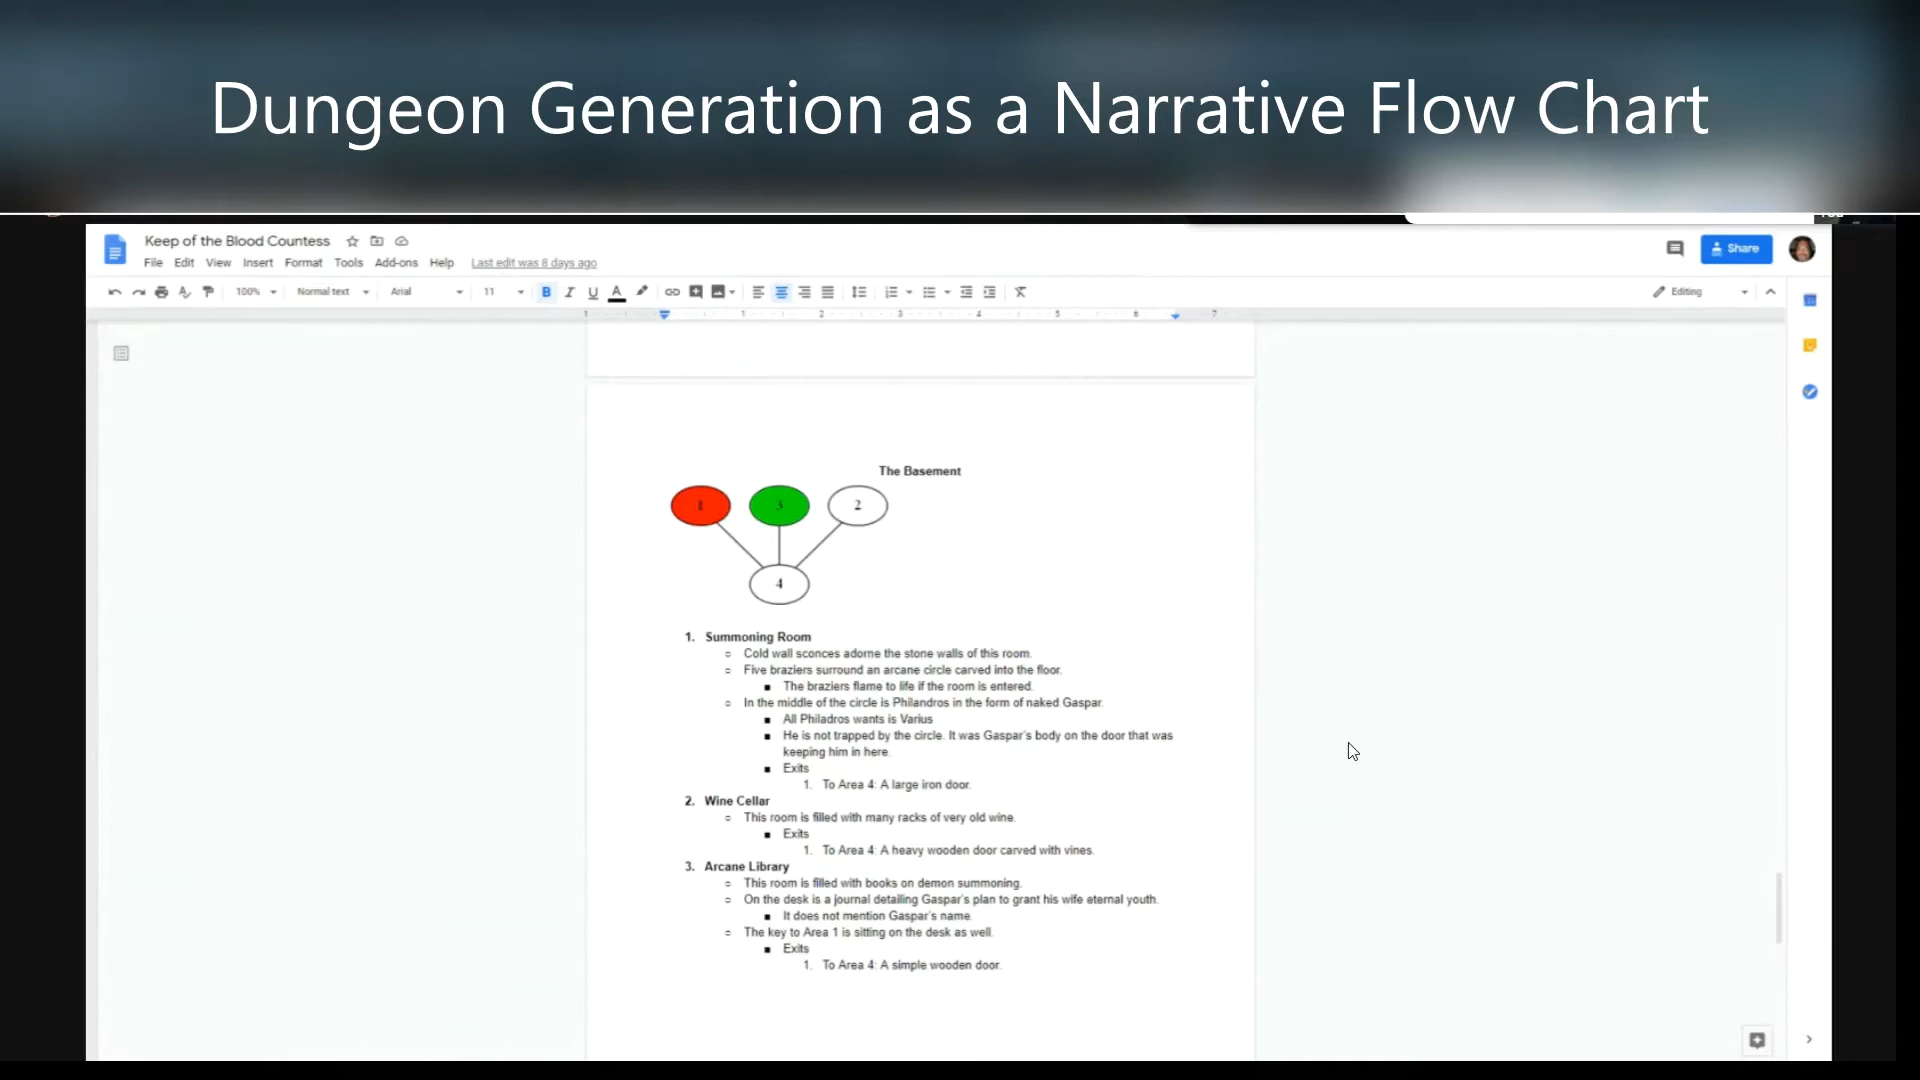 Dungeon Generation as a Narrative Flow Chart
You
Keep of the Blood Countess
Share
File Edit View Insert Format Tools Add-ons Help Last edit was 8 days ago
100% Normal text Arial 11 B I U A Editing
1 1 2 3 4 5 6 7
The Basement
1 3 2
4
1. Summoning Room
Cold wall sconces adorne the stone walls of this room.
Five braziers surround an arcane circle carved into the floor.
The braziers flame to life if the room is entered.
In the middle of the circle is Philandros in the form of naked Gaspar.
All Philadros wants is Varius
He is not trapped by the circle. It was Gaspar's body on the door that was
keeping him in here.
Exits
1. To Area 4: A large iron door.
2. Wine Cellar
This room is filled with many racks of very old wine.
Exits
1. To Area 4: A heavy wooden door carved with vines.
3. Arcane Library
This room is filled with books on demon summoning.
On the desk is a journal detailing Gaspar's plan to grant his wife eternal youth.
It does not mention Gaspar's name.
The key to Area 1 is sitting on the desk as well.
Exits
1. To Area 4: A simple wooden door.